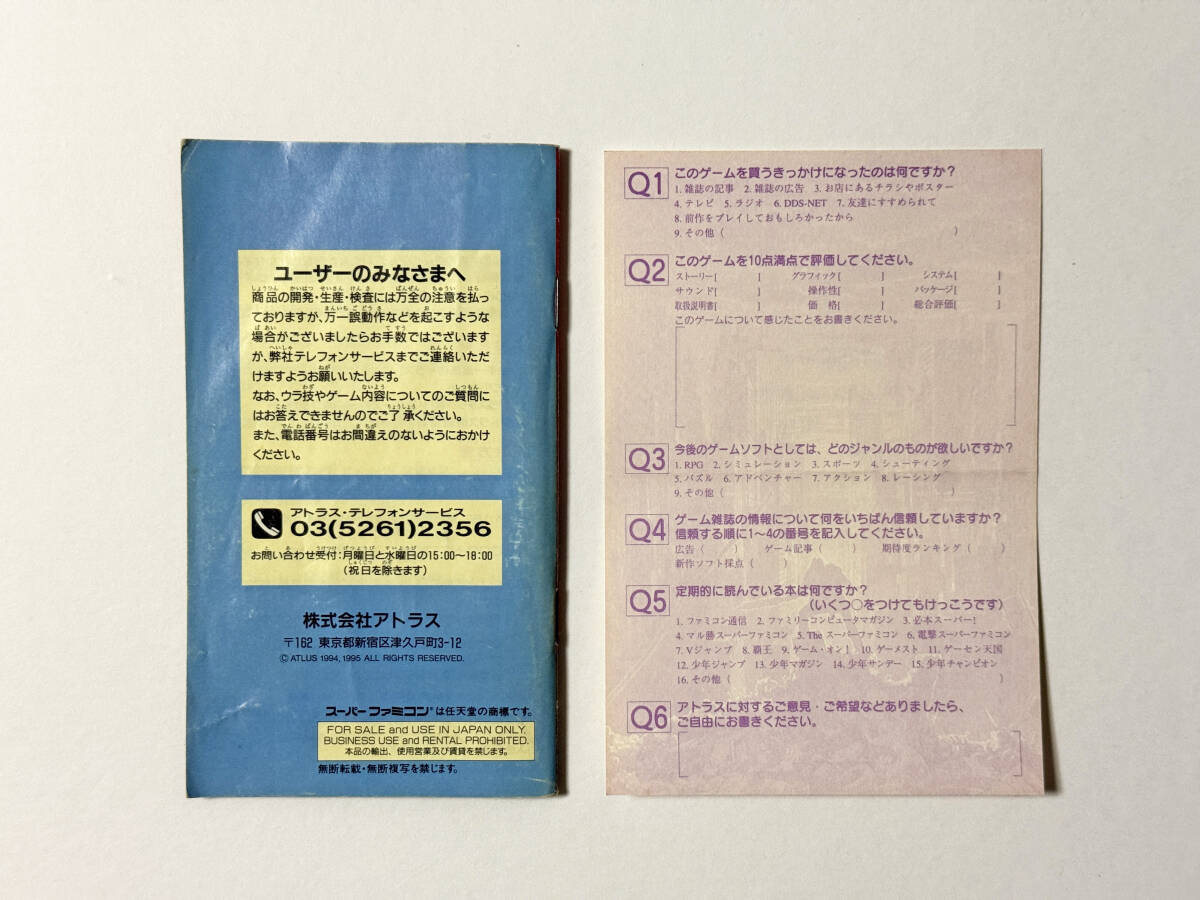 ユーザーのみなさまへ
商品の開発・生産・検査には万全の注意を払っ
ておりますが、万一誤動作などを起こすような
場合がございましたらお手数ではございます
が、弊社テレフォンサービスまでご連絡いただ
けますようお願いいたします。
なお、ウラ技やゲーム内容についてのご質問に
はお答えできませんのでご了承ください。
また、電話番号はお間違えのないようにおかけ
ください。
アトラス・テレフォンサービス
03(5261)2356
お問い合わせ受付:月曜日と水曜日の15:00〜18:00
(祝日を除きます)
株式会社アトラス
〒162 東京都新宿区津久戸町3-12
© ATLUS 1994, 1995 ALL RIGHTS RESERVED.
スーパーファミコン®は任天堂の商標です。
FOR SALE and USE IN JAPAN ONLY.
BUSINESS USE and RENTAL PROHIBITED.
本品の輸出、使用営業及び賃貸を禁じます。
無断転載・無断複写を禁じます。
Q1 このゲームを買うきっかけになったのは何ですか?
1. 雑誌の記事 2. 雑誌の広告 3. お店にあるチラシやポスター
4. テレビ 5. ラジオ 6. DDS-NET 7. 友達にすすめられて
8. 前作をプレイしておもしろかったから
9. その他( )
Q2 このゲームを10点満点で評価してください。
ストーリー[ ] グラフィック[ ] システム[ ]
サウンド[ ] 操作性[ ] パッケージ[ ]
取扱説明書[ ] 価格[ ] 総合評価[ ]
このゲームについて感じたことをお書きください。
Q3 今後のゲームソフトとしては、どのジャンルのものが欲しいですか?
1. RPG 2. シミュレーション 3. スポーツ 4. シューティング
5. パズル 6. アドベンチャー 7. アクション 8. レーシング
9. その他( )
Q4 ゲーム雑誌の情報について何をいちばん信頼していますか?
信頼する順に1〜4の番号を記入してください。
広告( ) ゲーム記事( ) 期待度ランキング( )
新作ソフト採点( )
Q5 定期的に読んでいる本は何ですか?
(いくつ○をつけてもけっこうです)
1. ファミコン通信 2. ファミリーコンピュータマガジン 3. 必本スーパー!
4. マル勝スーパーファミコン 5. The スーパーファミコン 6. 電撃スーパーファミコン
7. Vジャンプ 8. 覇王 9. ゲーム・オン! 10. ゲーメスト 11. ゲーセン天国
12. 少年ジャンプ 13. 少年マガジン 14. 少年サンデー 15. 少年チャンピオン
16. その他( )
Q6 アトラスに対するご意見・ご希望などありましたら、
ご自由にお書きください。